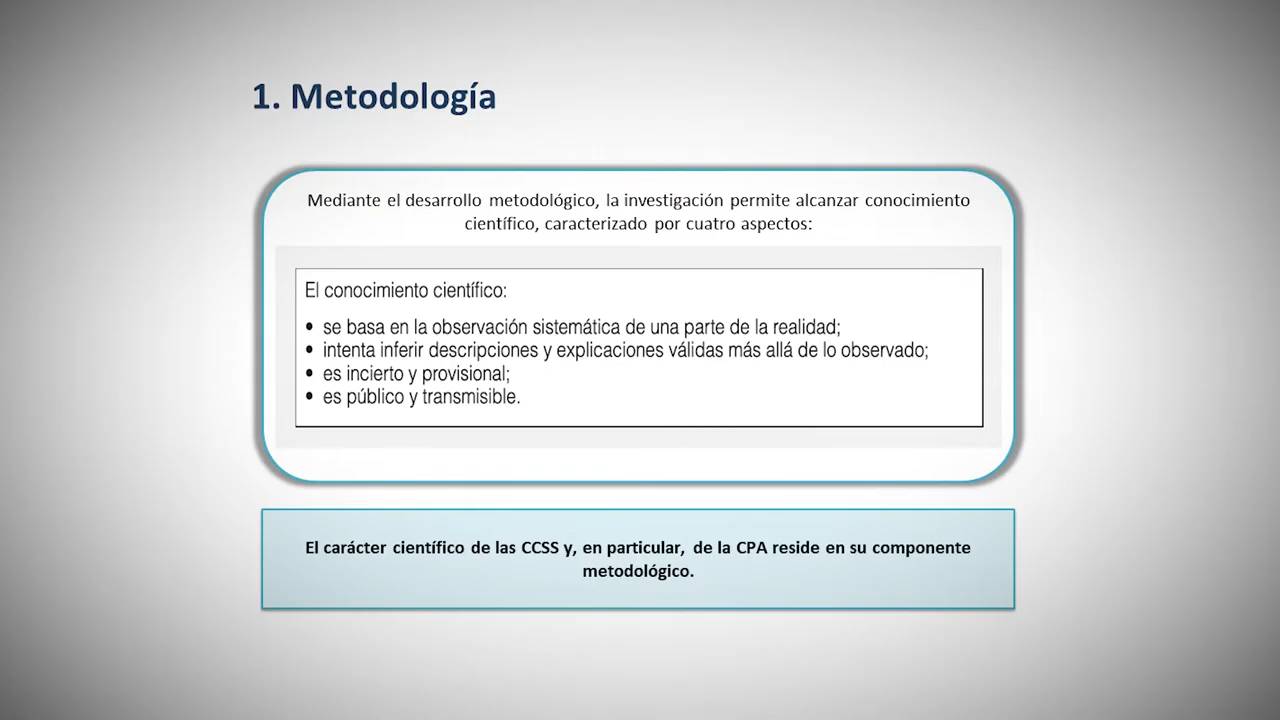 1. Metodología
Mediante el desarrollo metodológico, la investigación permite alcanzar conocimiento
científico, caracterizado por cuatro aspectos:
El conocimiento científico:
• se basa en la observación sistemática de una parte de la realidad;
• intenta inferir descripciones y explicaciones válidas más allá de lo observado;
• es incierto y provisional;
• es público y transmisible.
El carácter científico de las CCSS y, en particular, de la CPA reside en su componente
metodológico.